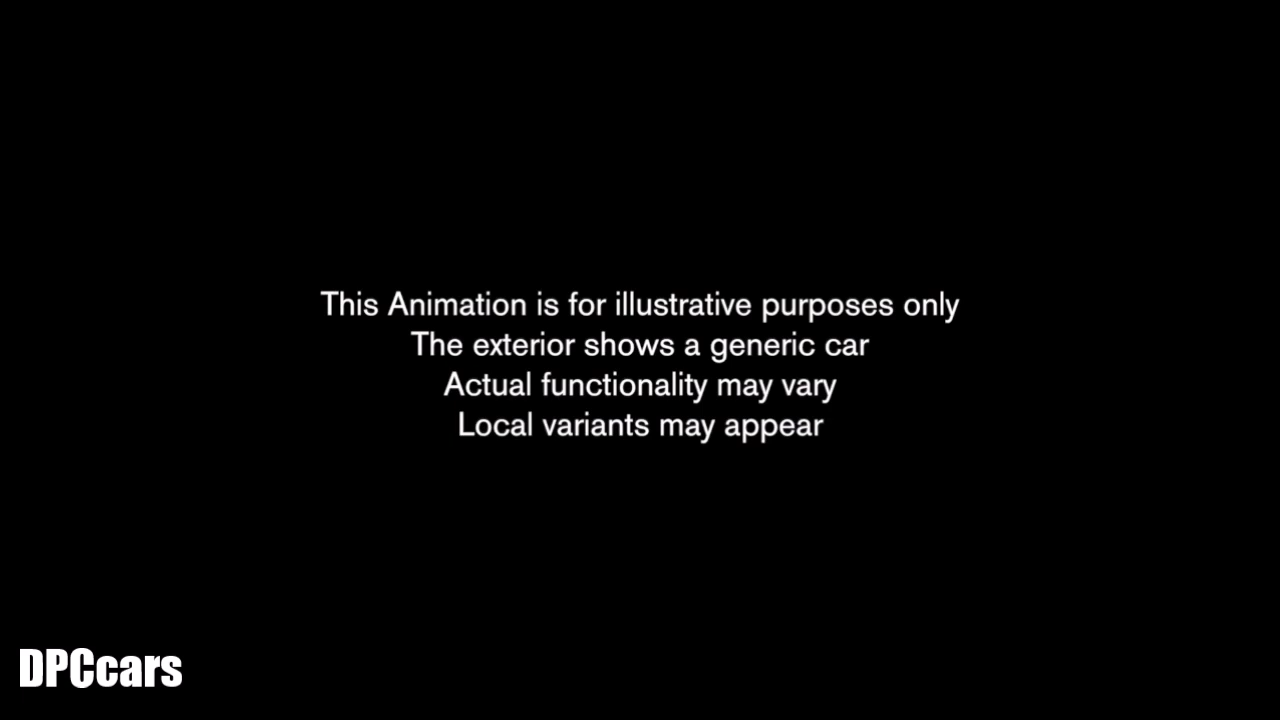 This Animation is for illustrative purposes only
The exterior shows a generic car
Actual functionality may vary
Local variants may appear
DPCcars